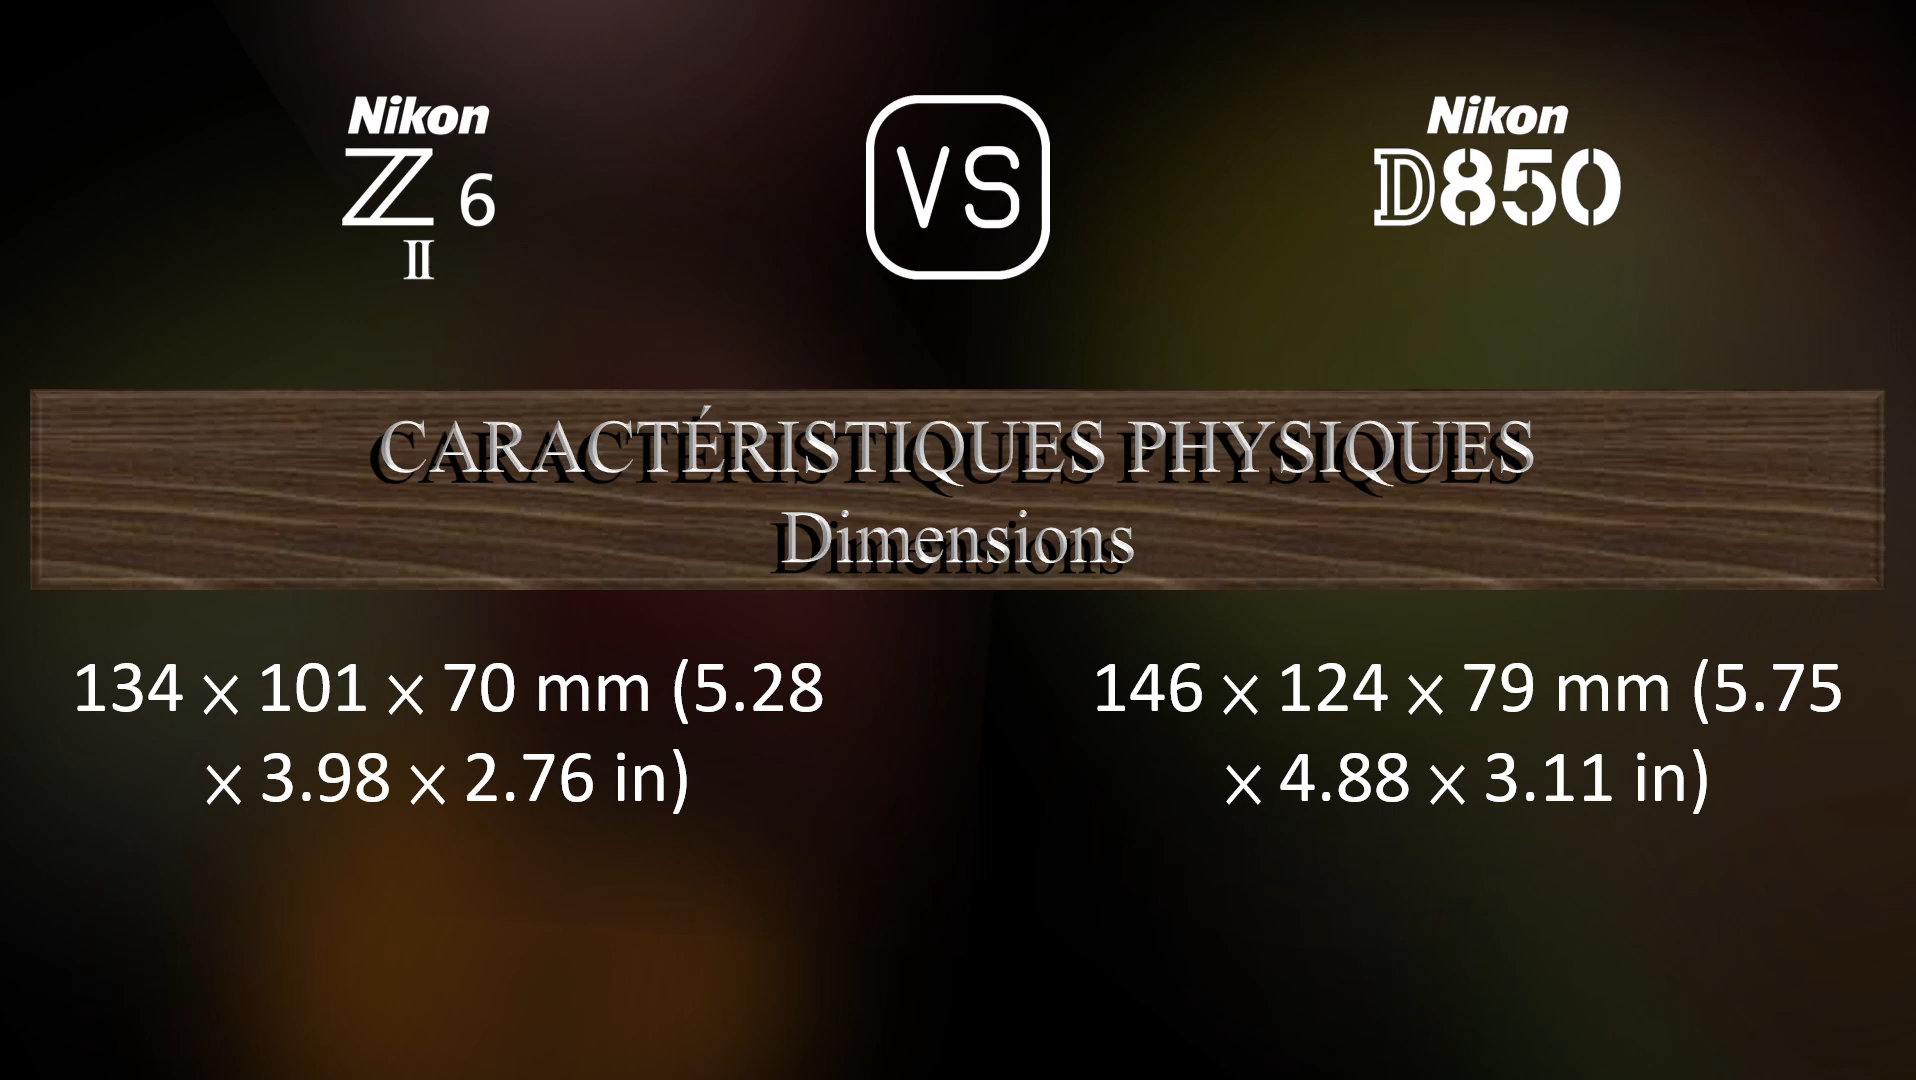 Nikon
Z 6
II
VS
Nikon
D850
CARACTÉRISTIQUES PHYSIQUES
Dimensions
134 x 101 x 70 mm (5.28
x 3.98 x 2.76 in)
146 x 124 x 79 mm (5.75
x 4.88 x 3.11 in)